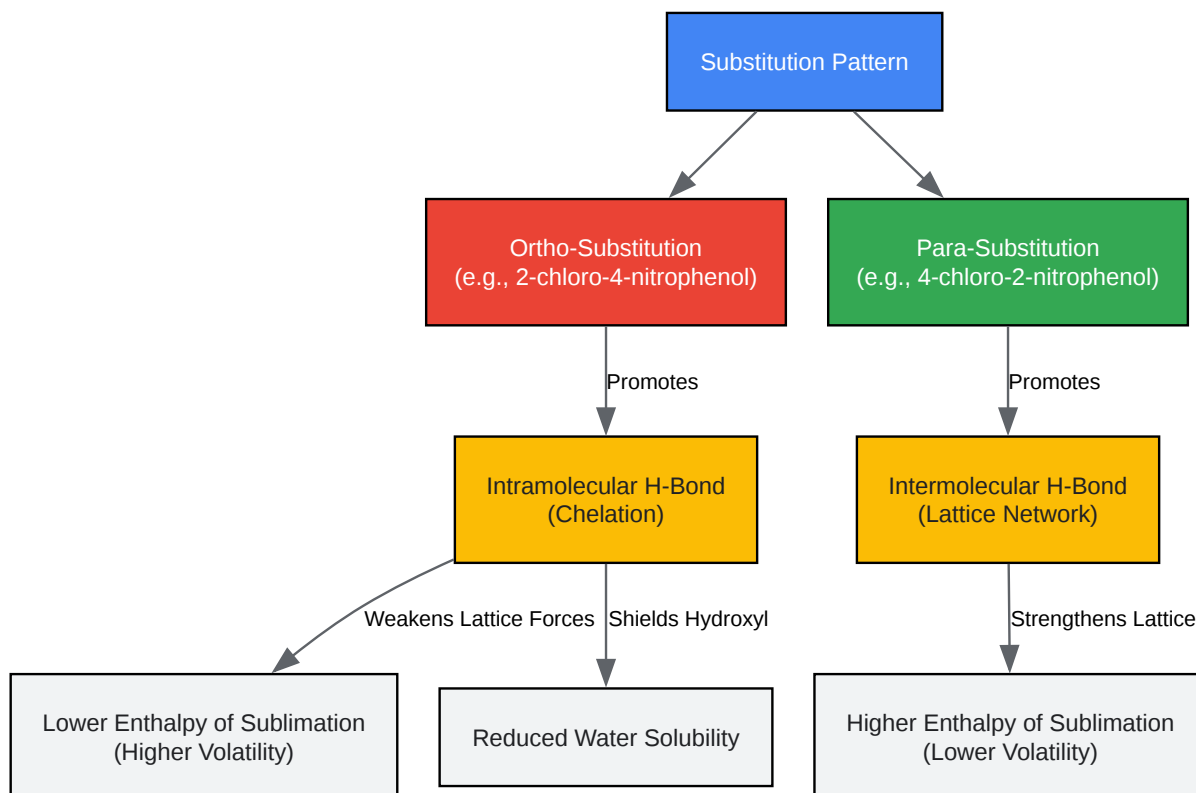 Substitution Pattern
Ortho-Substitution
(e.g., 2-chloro-4-nitrophenol)
Para-Substitution
(e.g., 4-chloro-2-nitrophenol)
Promotes
Promotes
Intramolecular H-Bond
(Chelation)
Intermolecular H-Bond
(Lattice Network)
Weakens Lattice Forces
Shields Hydroxyl
Strengthens Lattice
Lower Enthalpy of Sublimation
(Higher Volatility)
Reduced Water Solubility
Higher Enthalpy of Sublimation
(Lower Volatility)